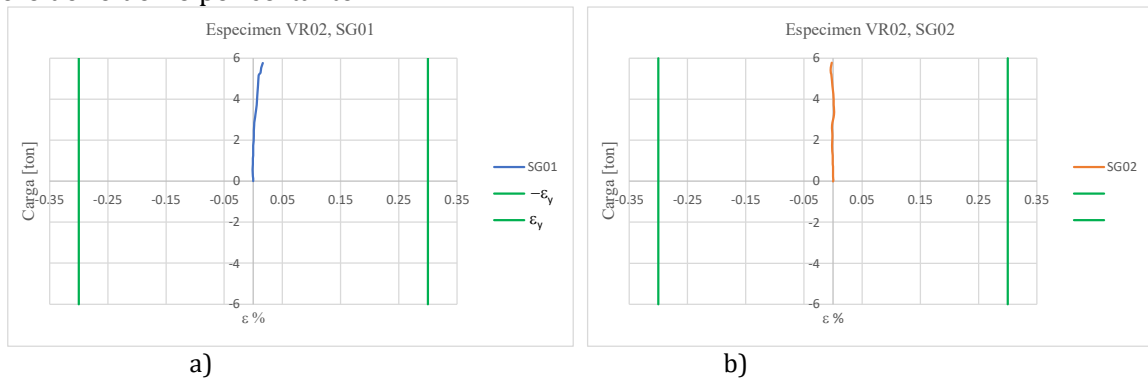 Especimen VR02, SG01
6
4
2
0
-2
-4
-6
-0.35 -0.25 -0.15 -0.05 0.05 0.15 0.25 0.35
Carga [ton]
ε %
SG01
−εy
εy
a)
Especimen VR02, SG02
6
4
2
0
-2
-4
-6
-0.35 -0.25 -0.15 -0.05 0.05 0.15 0.25 0.35
Carga [ton]
ε %
SG02
b)